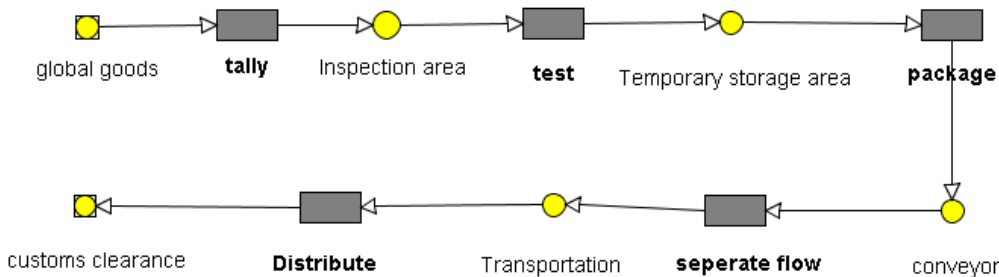 global goods
tally
Inspection area
test
Temporary storage area
package
customs clearance
Distribute
Transportation
seperate flow
conveyor